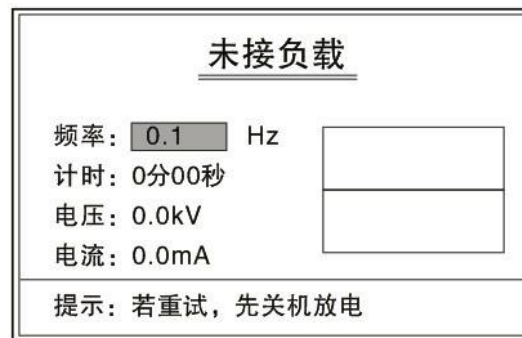 未接负载
频率： 0.1 Hz
计时：0分00秒
电压：0.0kV
电流：0.0mA
提示：若重试，先关机放电